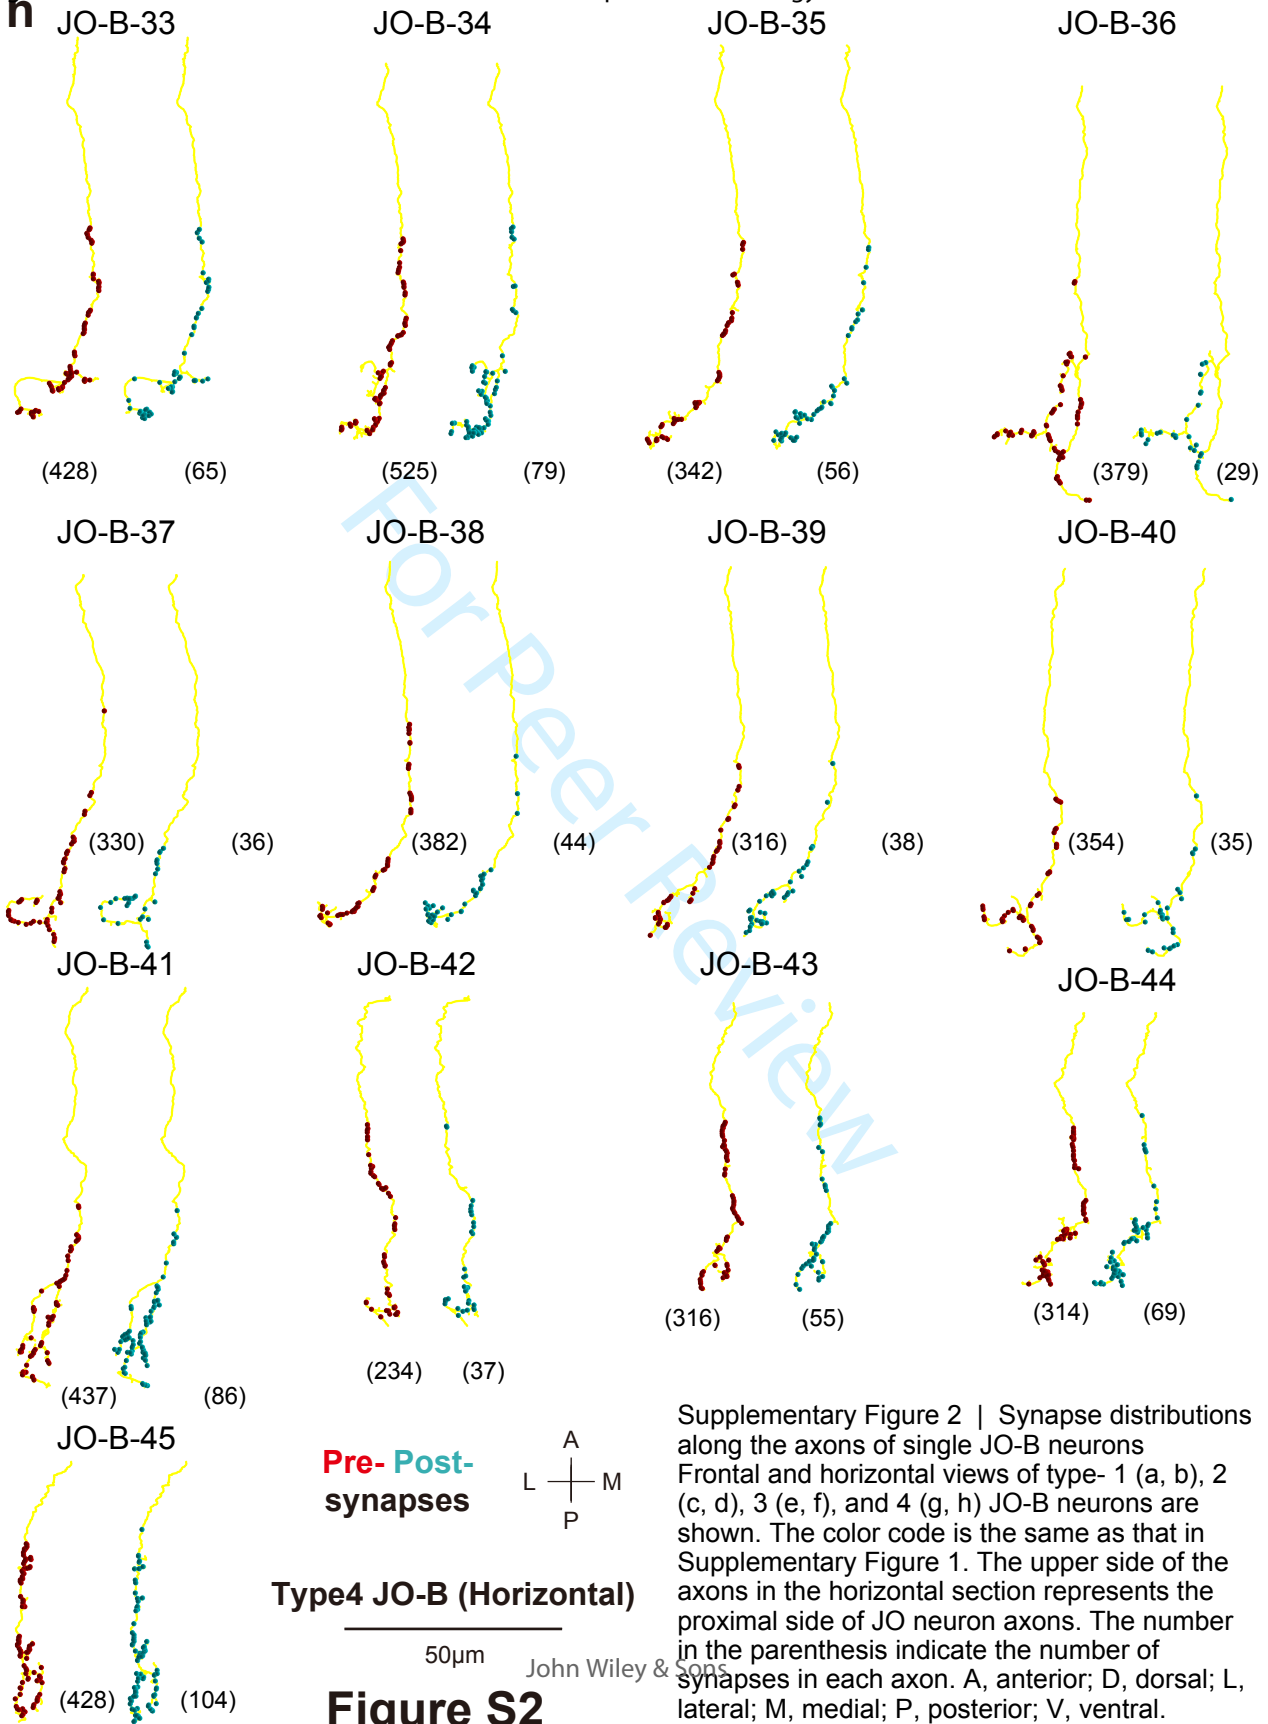 h
JO-B-33 JO-B-34 JO-B-35 JO-B-36
(428) (65) (525) (79) (342) (56) (379) (29)
JO-B-37 JO-B-38 JO-B-39 JO-B-40
(330) (36) (382) (44) (316) (38) (354) (35)
For Peer Review
JO-B-41 JO-B-42 JO-B-43 JO-B-44
(437) (86) (234) (37) (316) (55) (314) (69)
JO-B-45
(428) (104)
Pre- Post-
synapses
A
L M
P
Type4 JO-B (Horizontal)
50μm
John Wiley & Sons
Figure S2
Supplementary Figure 2 | Synapse distributions
along the axons of single JO-B neurons
Frontal and horizontal views of type- 1 (a, b), 2
(c, d), 3 (e, f), and 4 (g, h) JO-B neurons are
shown. The color code is the same as that in
Supplementary Figure 1. The upper side of the
axons in the horizontal section represents the
proximal side of JO neuron axons. The number
in the parenthesis indicate the number of
synapses in each axon. A, anterior; D, dorsal; L,
lateral; M, medial; P, posterior; V, ventral.